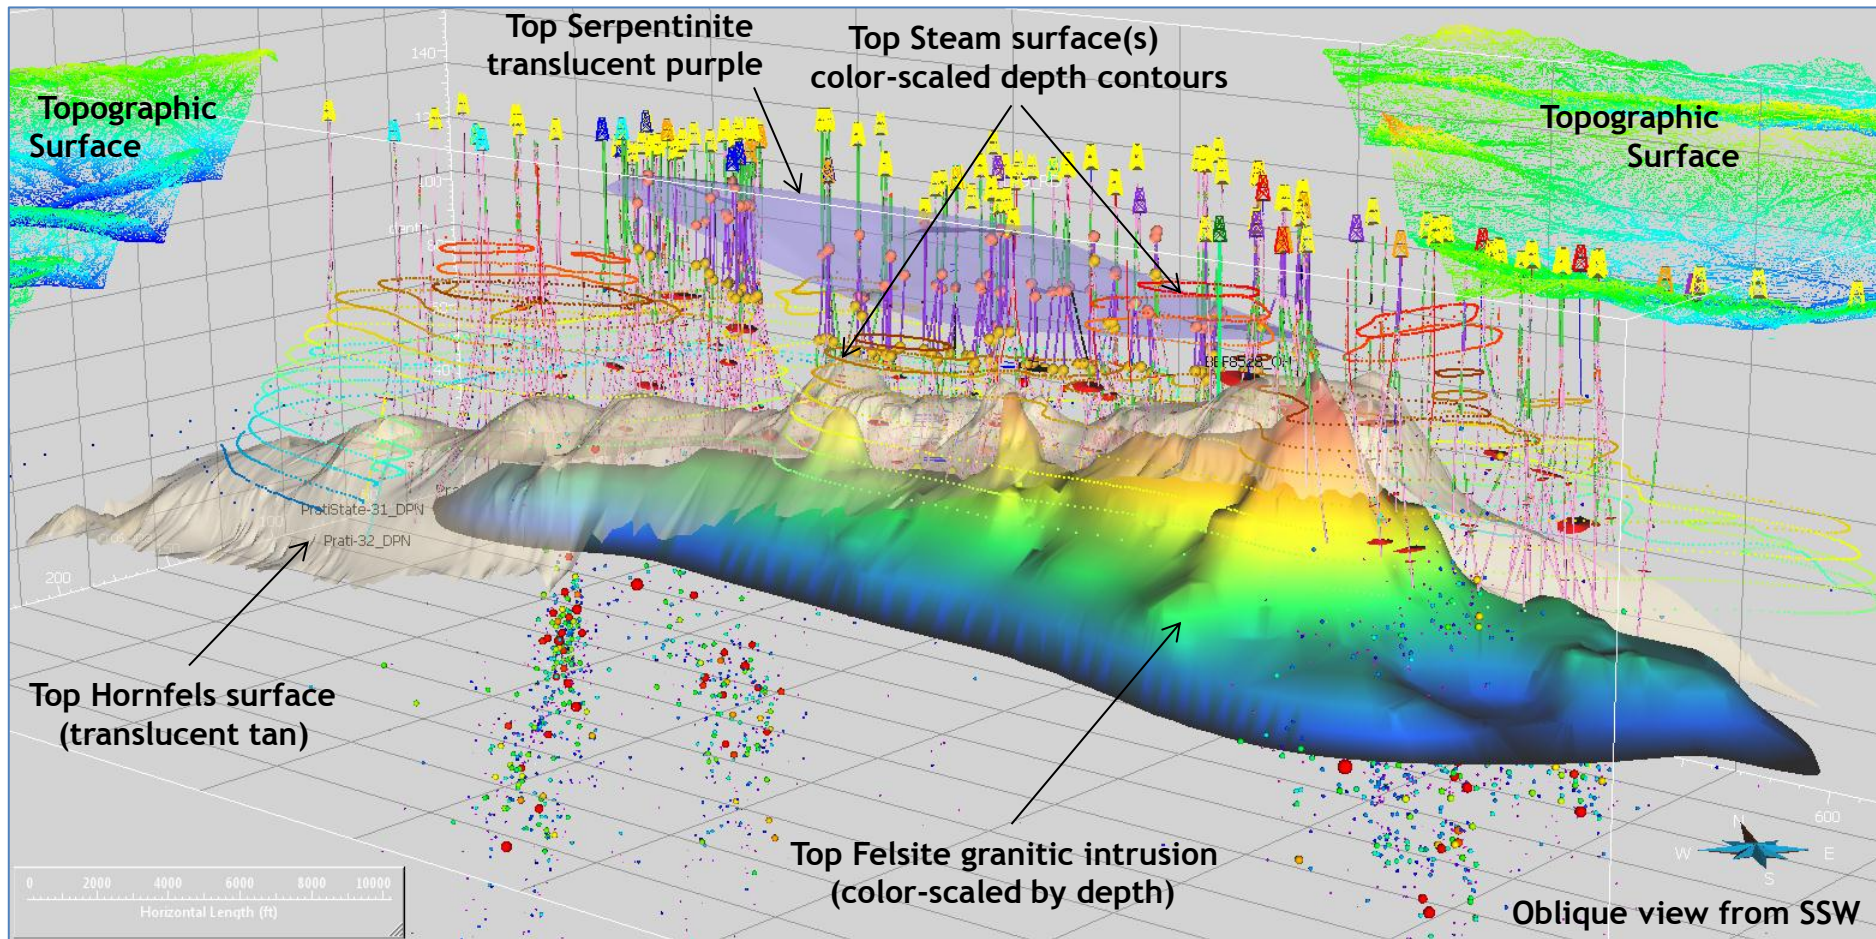 Top Serpentinite
translucent purple
Top Steam surface(s)
color-scaled depth contours
Topographic
Surface
Topographic
Surface
140
100
40
PratiState-31_DPN
Prati-32_DPN
200
100
Top Hornfels surface
(translucent tan)
Top Felsite granitic intrusion
(color-scaled by depth)
600
N
W
E
S
0 2000 4000 6000 8000 10000
Horizontal Length (ft)
Oblique view from SSW